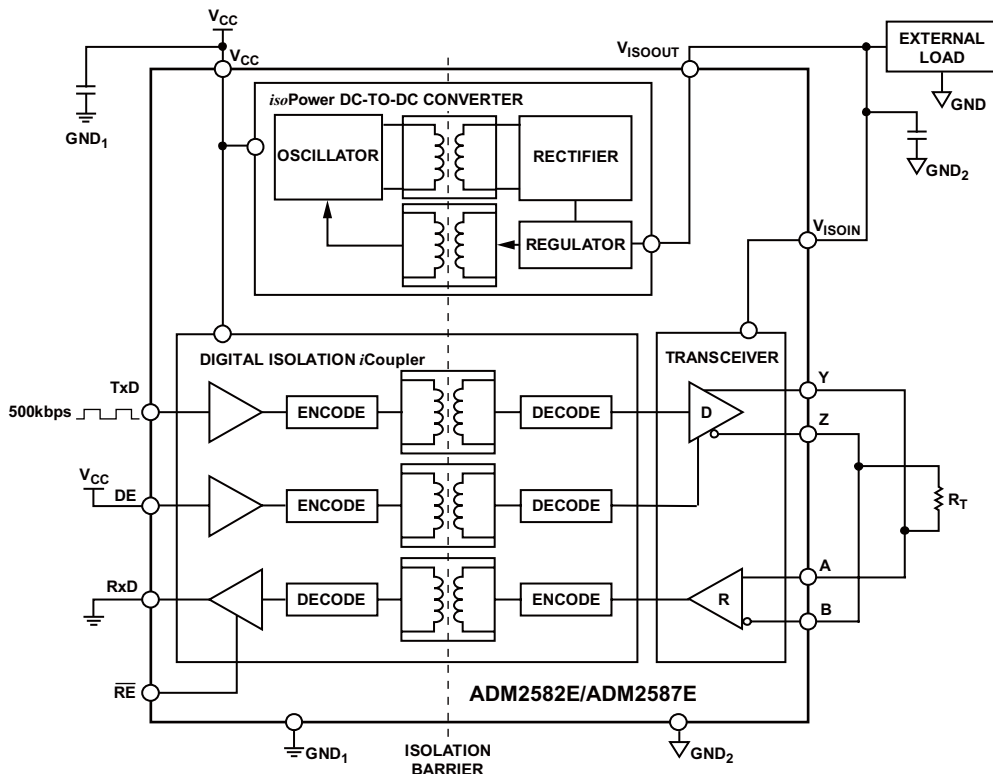 VCC
VCC
GND1
VISOOUT
EXTERNAL
LOAD
GND
GND2
VISOIN
isoPower DC-TO-DC CONVERTER
OSCILLATOR
RECTIFIER
REGULATOR
DIGITAL ISOLATION iCoupler
TRANSCEIVER
TxD
500kbps
ENCODE
DECODE
D
Y
Z
VCC
DE
ENCODE
DECODE
RT
RxD
DECODE
ENCODE
R
A
B
RE
ADM2582E/ADM2587E
GND1
ISOLATION
BARRIER
GND2